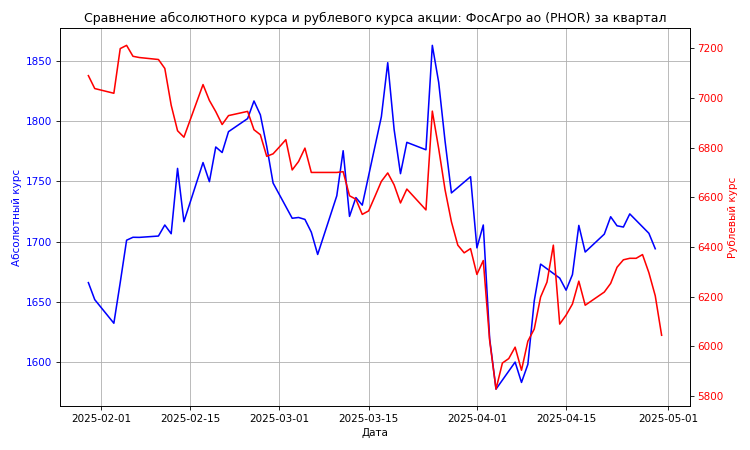 Сравнение абсолютного курса и рублевого курса акции: ФосАгро ао (PHOR) за квартал
Абсолютный курс
1850
1800
1750
1700
1650
1600
7200
7000
6800
6600
6400
6200
6000
5800
Рублевый курс
2025-02-01 2025-02-15 2025-03-01 2025-03-15 2025-04-01 2025-04-15 2025-05-01
Дата